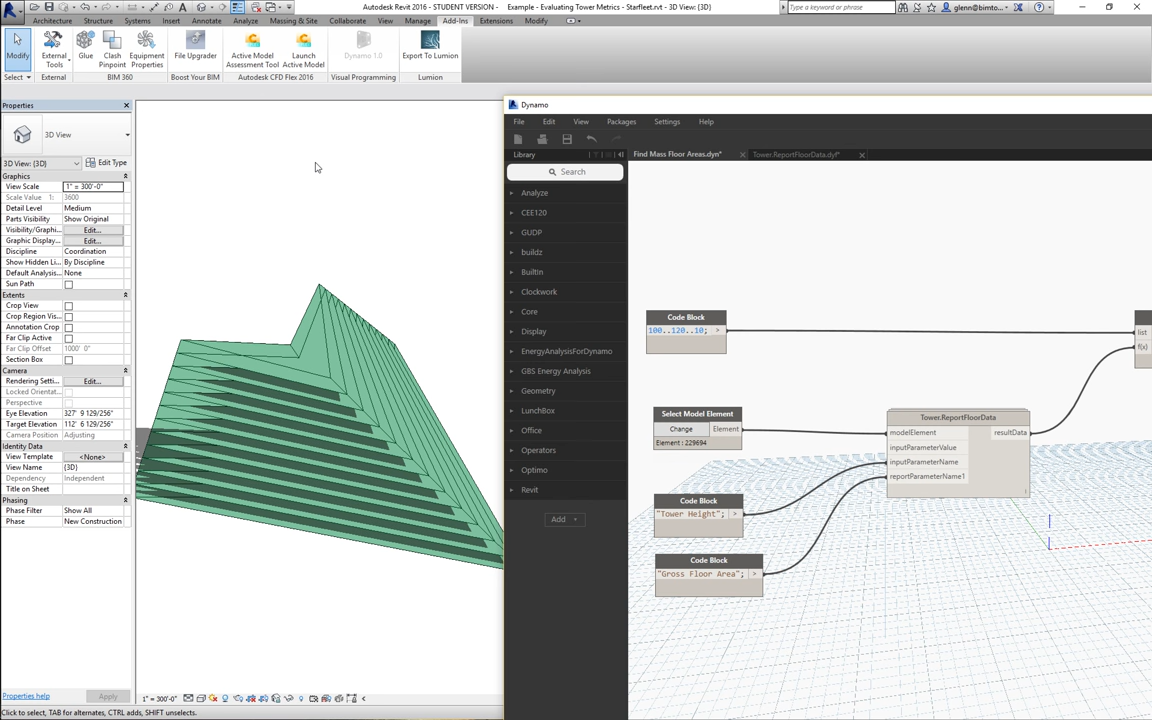 Autodesk Revit 2016 - STUDENT VERSION -    Example - Evaluating Tower Metrics - Starfleet.rvt - 3D View: {3D}
Type a keyword or phrase
glenn@bimto...
Architecture Structure Systems Insert Annotate Analyze Massing & Site Collaborate View Manage Add-Ins Extensions Modify
Modify
External Tools
Glue
Clash Pinpoint
Equipment Properties
File Upgrader
Active Model Assessment Tool
Launch Active Model
Dynamo 1.0
Export To Lumion
Select
External
BIM 360
Boost Your BIM
Autodesk CFD Flex 2016
Visual Programming
Lumion
Properties
3D View
3D View: {3D}
Edit Type
Graphics
View Scale 1" = 300'-0"
Scale Value 1: 3600
Detail Level Medium
Parts Visibility Show Original
Visibility/Graphi... Edit...
Graphic Display... Edit...
Discipline Coordination
Show Hidden Li... By Discipline
Default Analysis... None
Sun Path
Extents
Crop View
Crop Region Vis...
Annotation Crop
Far Clip Active
Far Clip Offset 1000' 0"
Section Box
Camera
Rendering Setti... Edit...
Locked Orientat...
Perspective
Eye Elevation 327' 9 129/256"
Target Elevation 112' 6 129/256"
Camera Position Adjusting
Identity Data
View Template <None>
View Name {3D}
Dependency Independent
Title on Sheet
Phasing
Phase Filter Show All
Phase New Construction
Properties help
Apply
1" = 300'-0"
Click to select, TAB for alternates, CTRL adds, SHIFT unselects.
Dynamo
File Edit View Packages Settings Help
Library
Find Mass Floor Areas.dyn*
Tower.ReportFloorData.dyf*
Search
Analyze
CEE120
GUDP
buildz
BuiltIn
Clockwork
Core
Display
EnergyAnalysisForDynamo
GBS Energy Analysis
Geometry
LunchBox
Office
Operators
Optimo
Revit
Add
Code Block
100..120..10; >
list
f(x)
Select Model Element
Change Element
Element : 229694
Tower.ReportFloorData
modelElement resultData
inputParameterValue
inputParameterName
reportParameterName1
Code Block
"Tower Height"; >
Code Block
"Gross Floor Area"; >